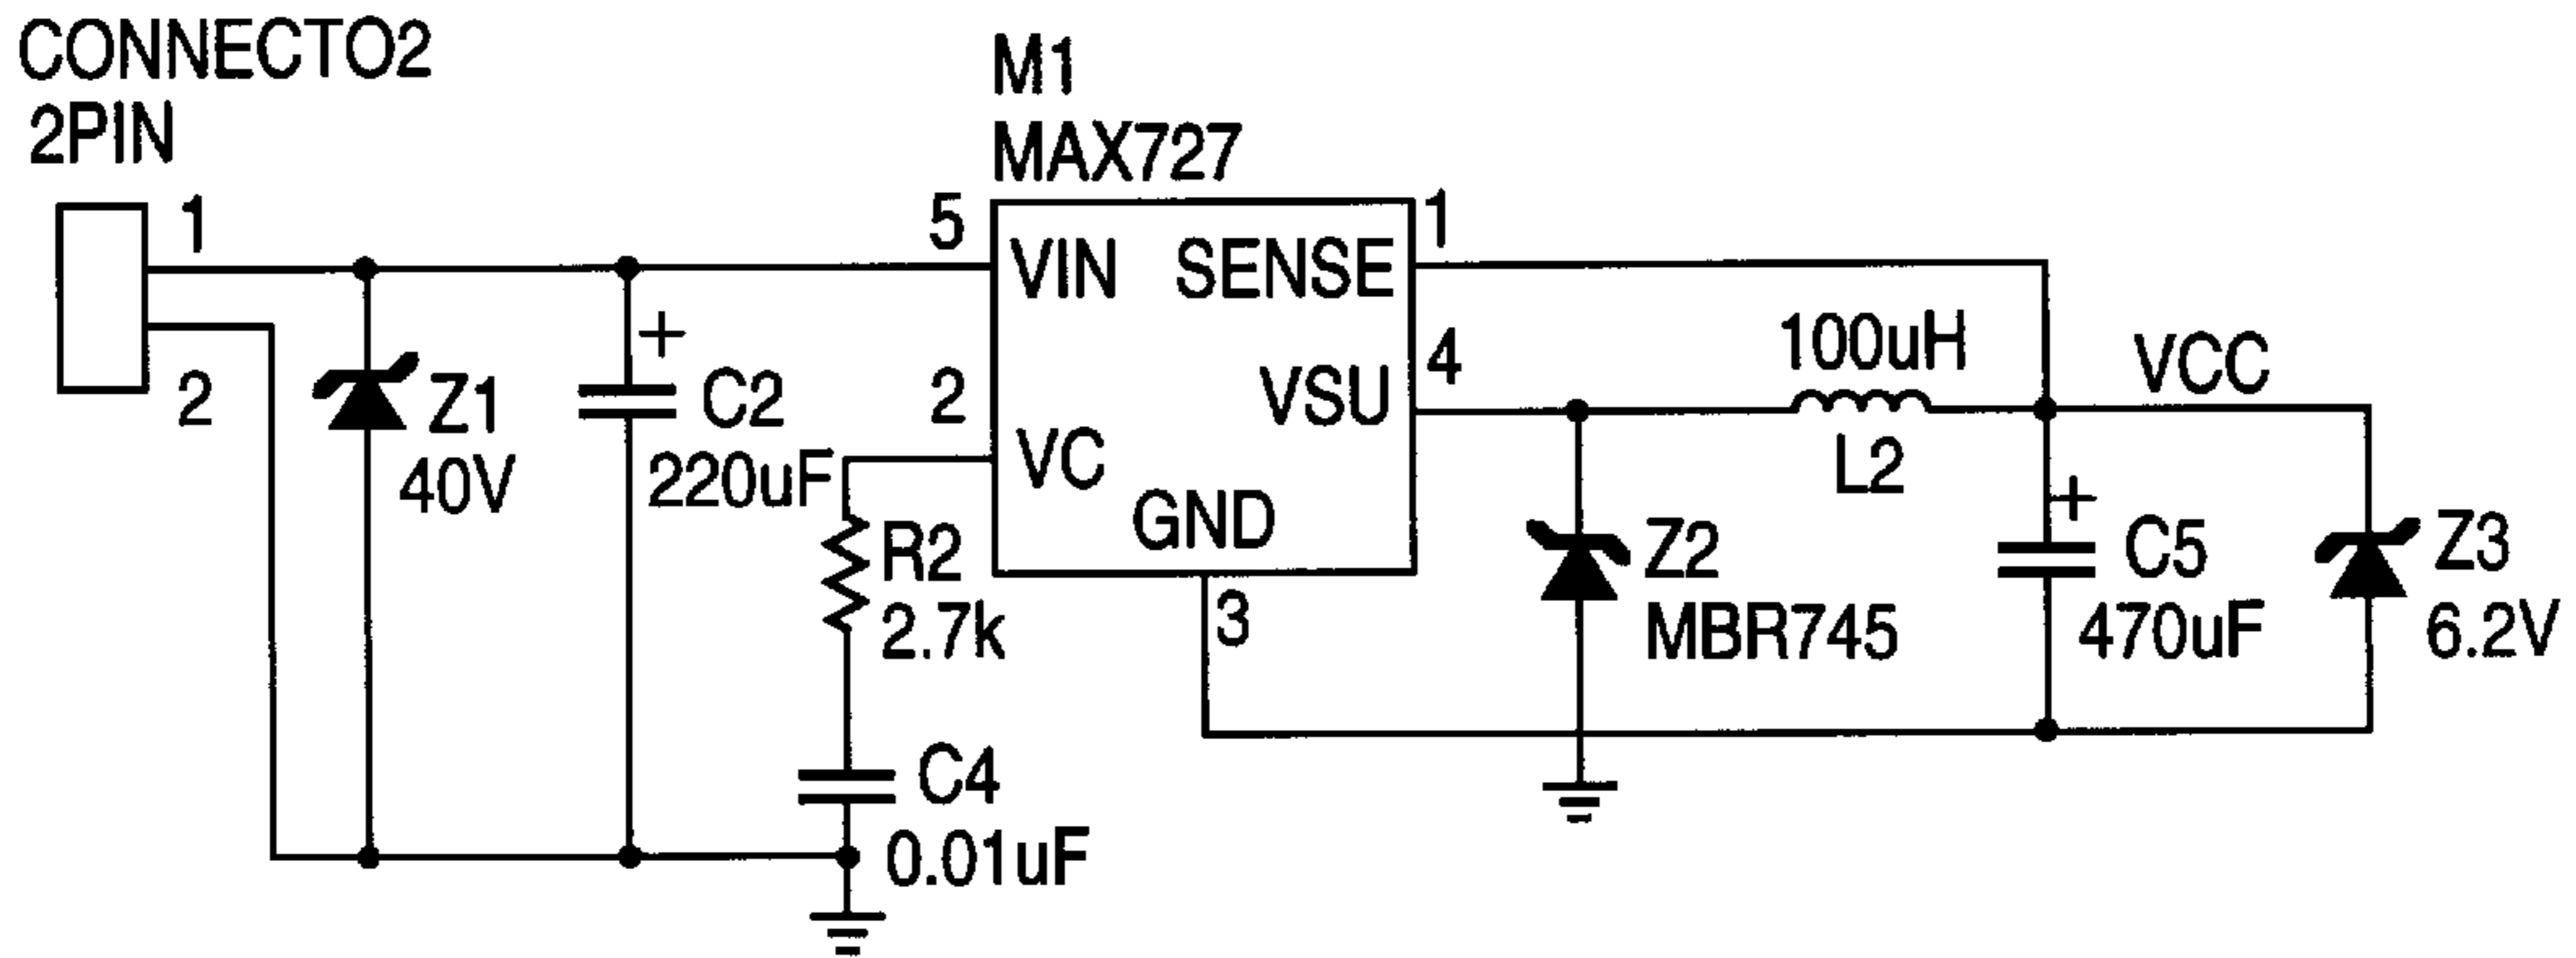 CONNECTO2
2PIN
1
2
Z1
40V
+
C2
220uF
M1
MAX727
5
VIN
SENSE
1
2
VC
VSU
4
GND
3
R2
2.7k
C4
0.01uF
100uH
L2
VCC
Z2
MBR745
+
C5
470uF
Z3
6.2V